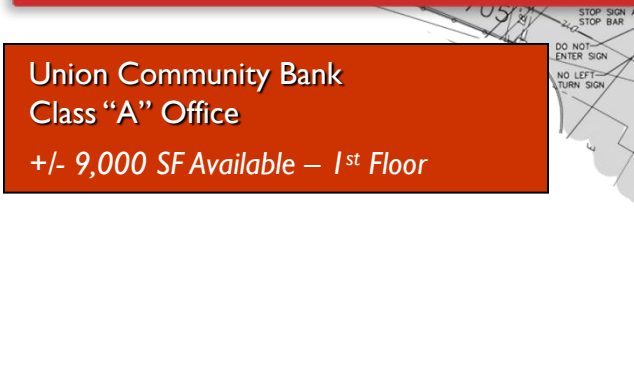 STOP SIGN
STOP BAR
DO NOT
ENTER SIGN
NO LEFT
TURN SIGN
Union Community Bank
Class “A” Office
+/- 9,000 SF Available – 1st Floor